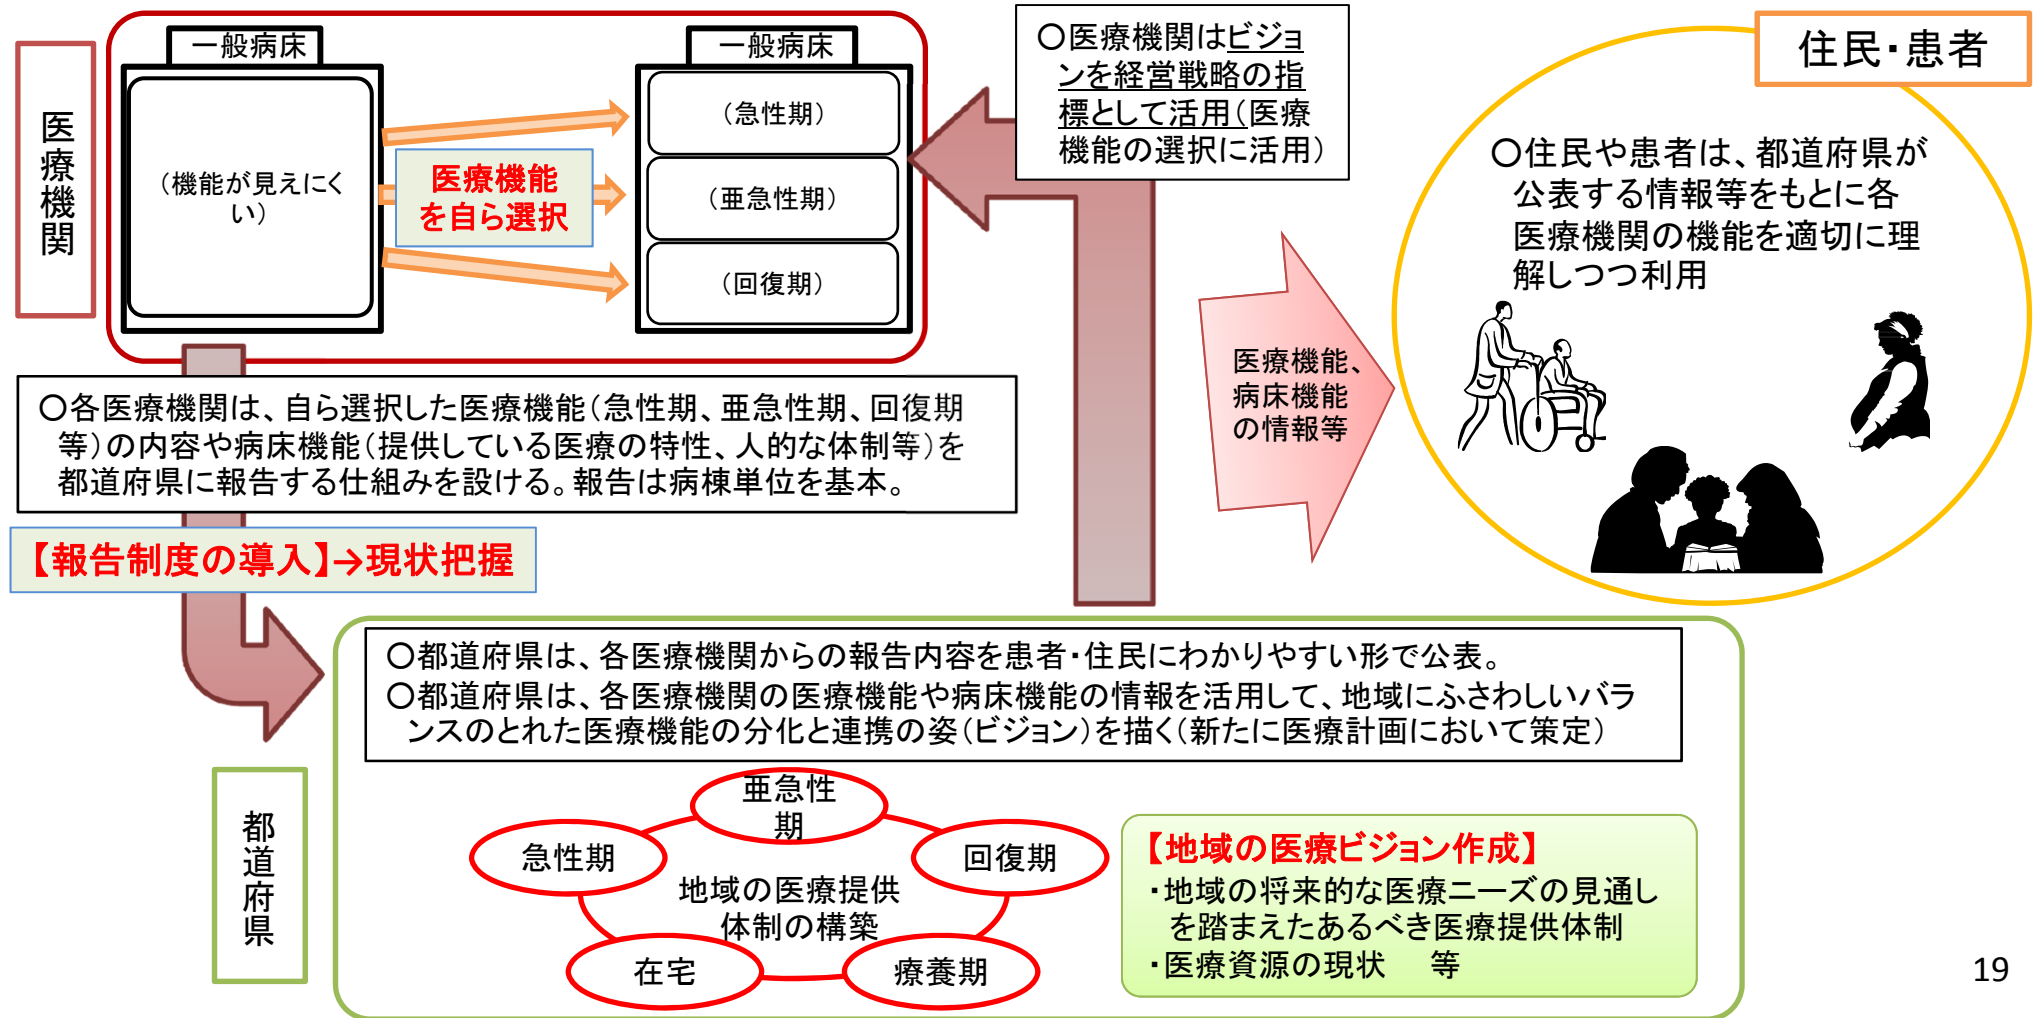 医療機関
一般病床
(機能が見えにく
い)
医療機能
を自ら選択
一般病床
(急性期)
(亜急性期)
(回復期)
○医療機関はビジョ
ンを経営戦略の指
標として活用(医療
機能の選択に活用)
住民・患者
○住民や患者は、都道府県が
公表する情報等をもとに各
医療機関の機能を適切に理
解しつつ利用
医療機能、
病床機能
の情報等
○各医療機関は、自ら選択した医療機能(急性期、亜急性期、回復期
等)の内容や病床機能(提供している医療の特性、人的な体制等)を
都道府県に報告する仕組みを設ける。報告は病棟単位を基本。
【報告制度の導入】→現状把握
○都道府県は、各医療機関からの報告内容を患者・住民にわかりやすい形で公表。
○都道府県は、各医療機関の医療機能や病床機能の情報を活用して、地域にふさわしいバラ
ンスのとれた医療機能の分化と連携の姿(ビジョン)を描く(新たに医療計画において策定)
都道府県
亜急性
期
急性期
回復期
地域の医療提供
体制の構築
在宅
療養期
【地域の医療ビジョン作成】
・地域の将来的な医療ニーズの見通し
を踏まえたあるべき医療提供体制
・医療資源の現状 等
19